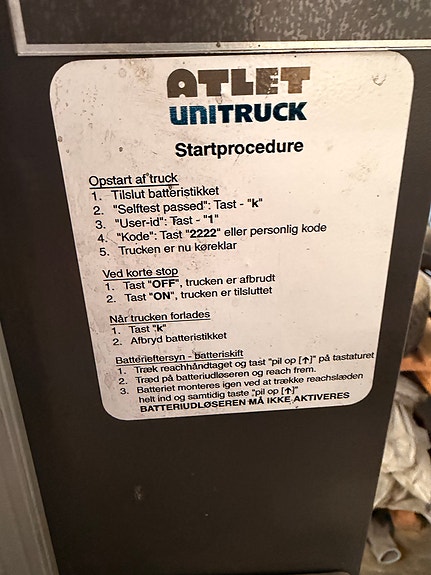 ATLET
UNITRUCK
Startprocedure
Opstart af truck
1. Tilslut batteristikket
2. "Selftest passed": Tast - "k"
3. "User-id": Tast - "1"
4. "Kode": Tast "2222" eller personlig kode
5. Trucken er nu køreklar
Ved korte stop
1. Tast "OFF", trucken er afbrudt
2. Tast "ON", trucken er tilsluttet
Når trucken forlades
1. Tast "k"
2. Afbryd batteristikket
Batterieftersyn - batteriskift
1. Træk reachhåndtaget og tast "pil op [↑]" på tastaturet
2. Træd på batteriudløseren og reach frem.
3. Batteriet monteres igen ved at trække reachslæden
helt ind og samtidig taste "pil op [↑]"
BATTERIUDLØSEREN MÅ IKKE AKTIVERES